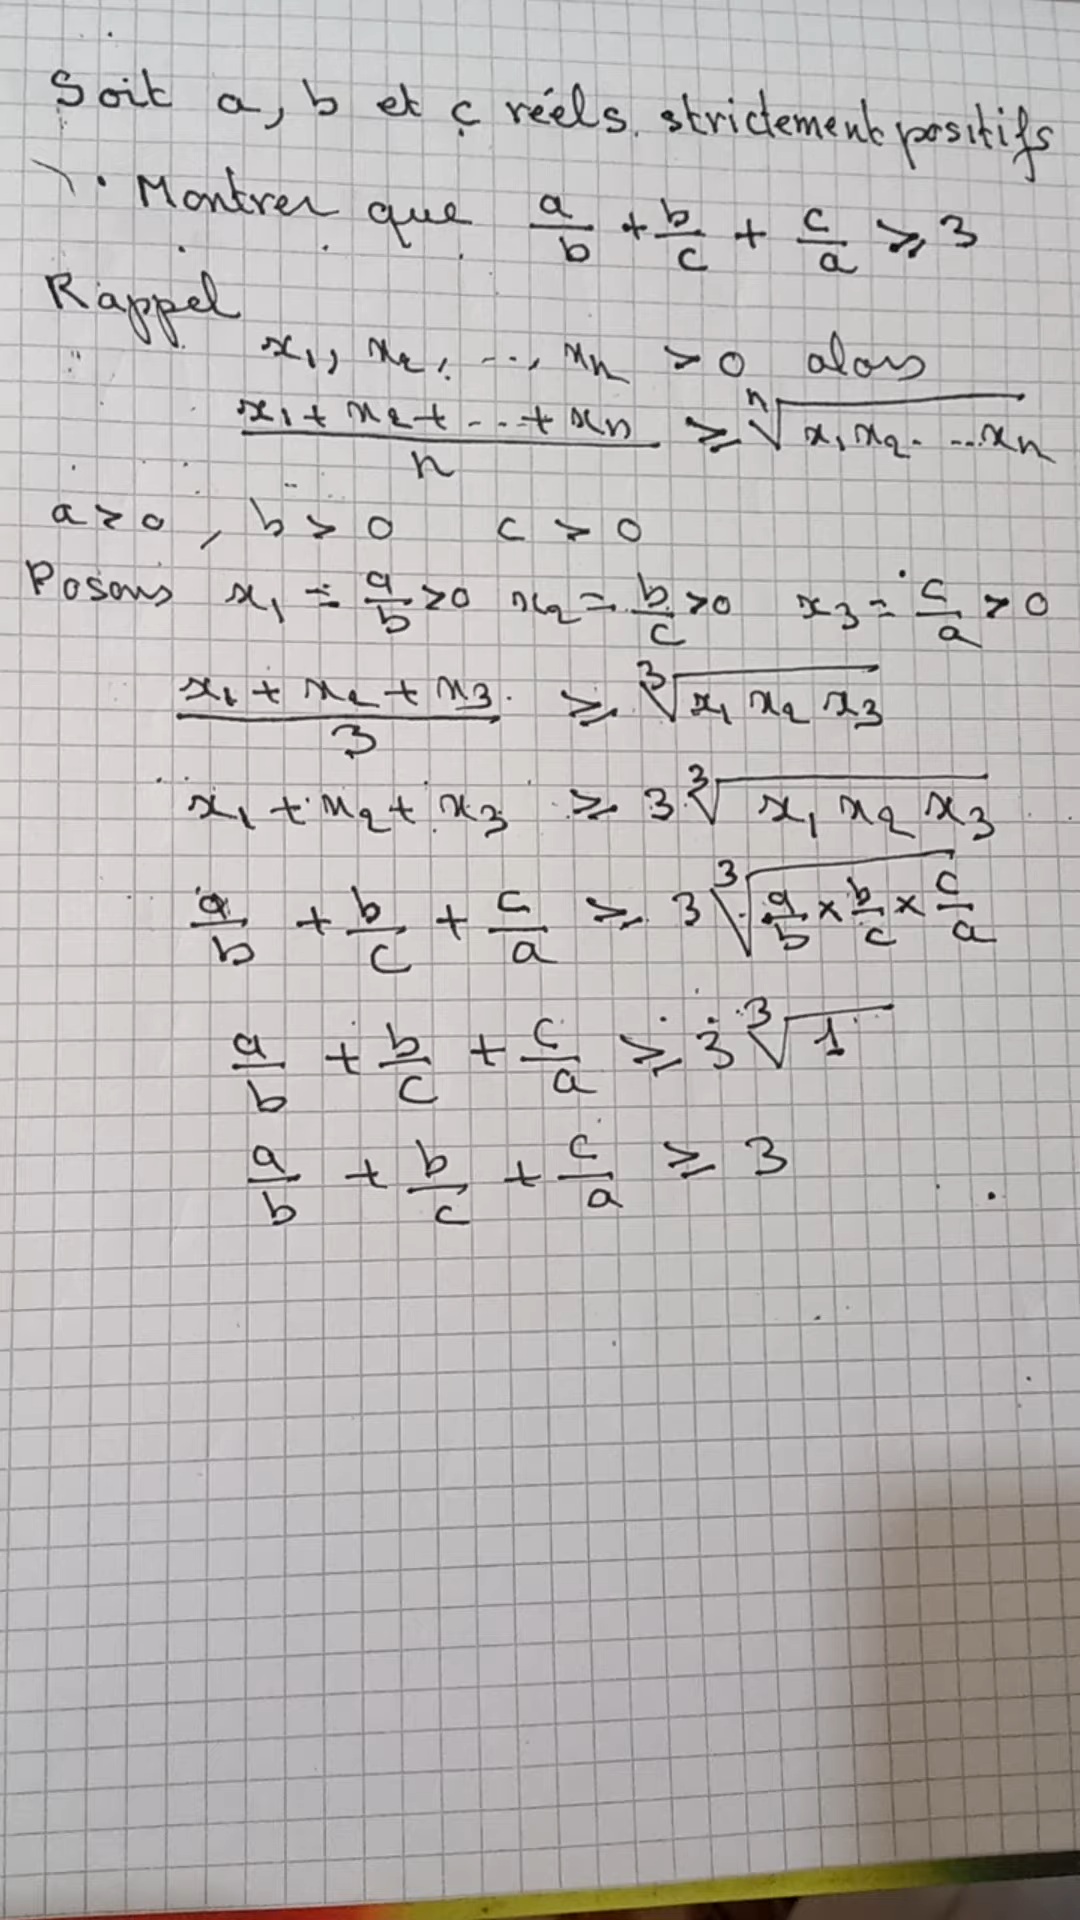 Soit a, b et c réels strictement positifs
• Montrer que a/b + b/c + c/a ≥ 3
Rappel
x₁, x₂, ..., xₙ > 0 alors
(x₁ + x₂ + ... + xₙ)/n ≥ ⁿ√(x₁ x₂ ... xₙ)
a > 0, b > 0 c > 0
Posons x₁ = a/b > 0 x₂ = b/c > 0 x₃ = c/a > 0
(x₁ + x₂ + x₃)/3 ≥ ³√(x₁ x₂ x₃)
x₁ + x₂ + x₃ ≥ 3 ³√(x₁ x₂ x₃)
a/b + b/c + c/a ≥ 3 ³√(a/b × b/c × c/a)
a/b + b/c + c/a ≥ 3 ³√1
a/b + b/c + c/a ≥ 3